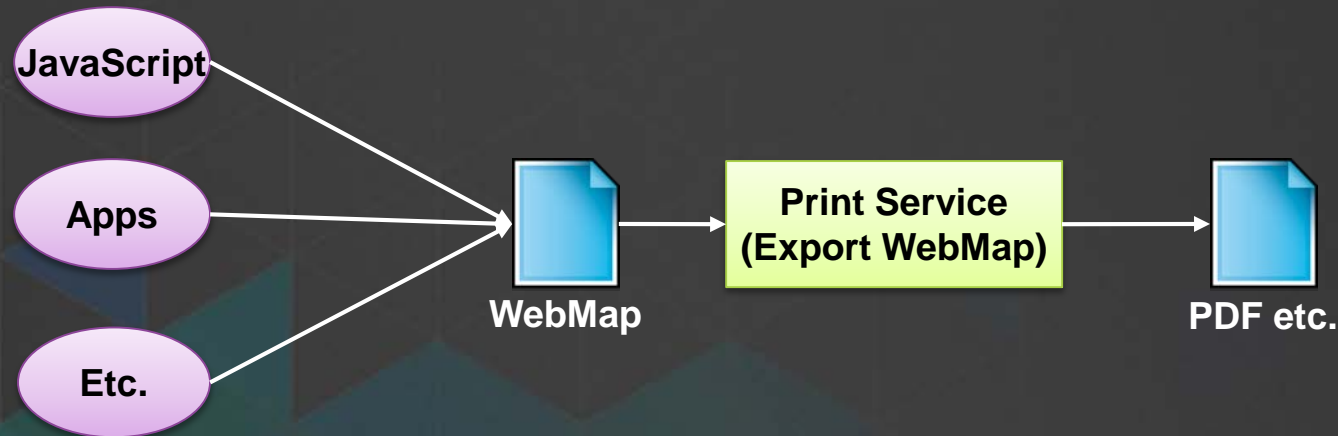 JavaScript
Apps
Etc.
WebMap
Print Service
(Export WebMap)
PDF etc.